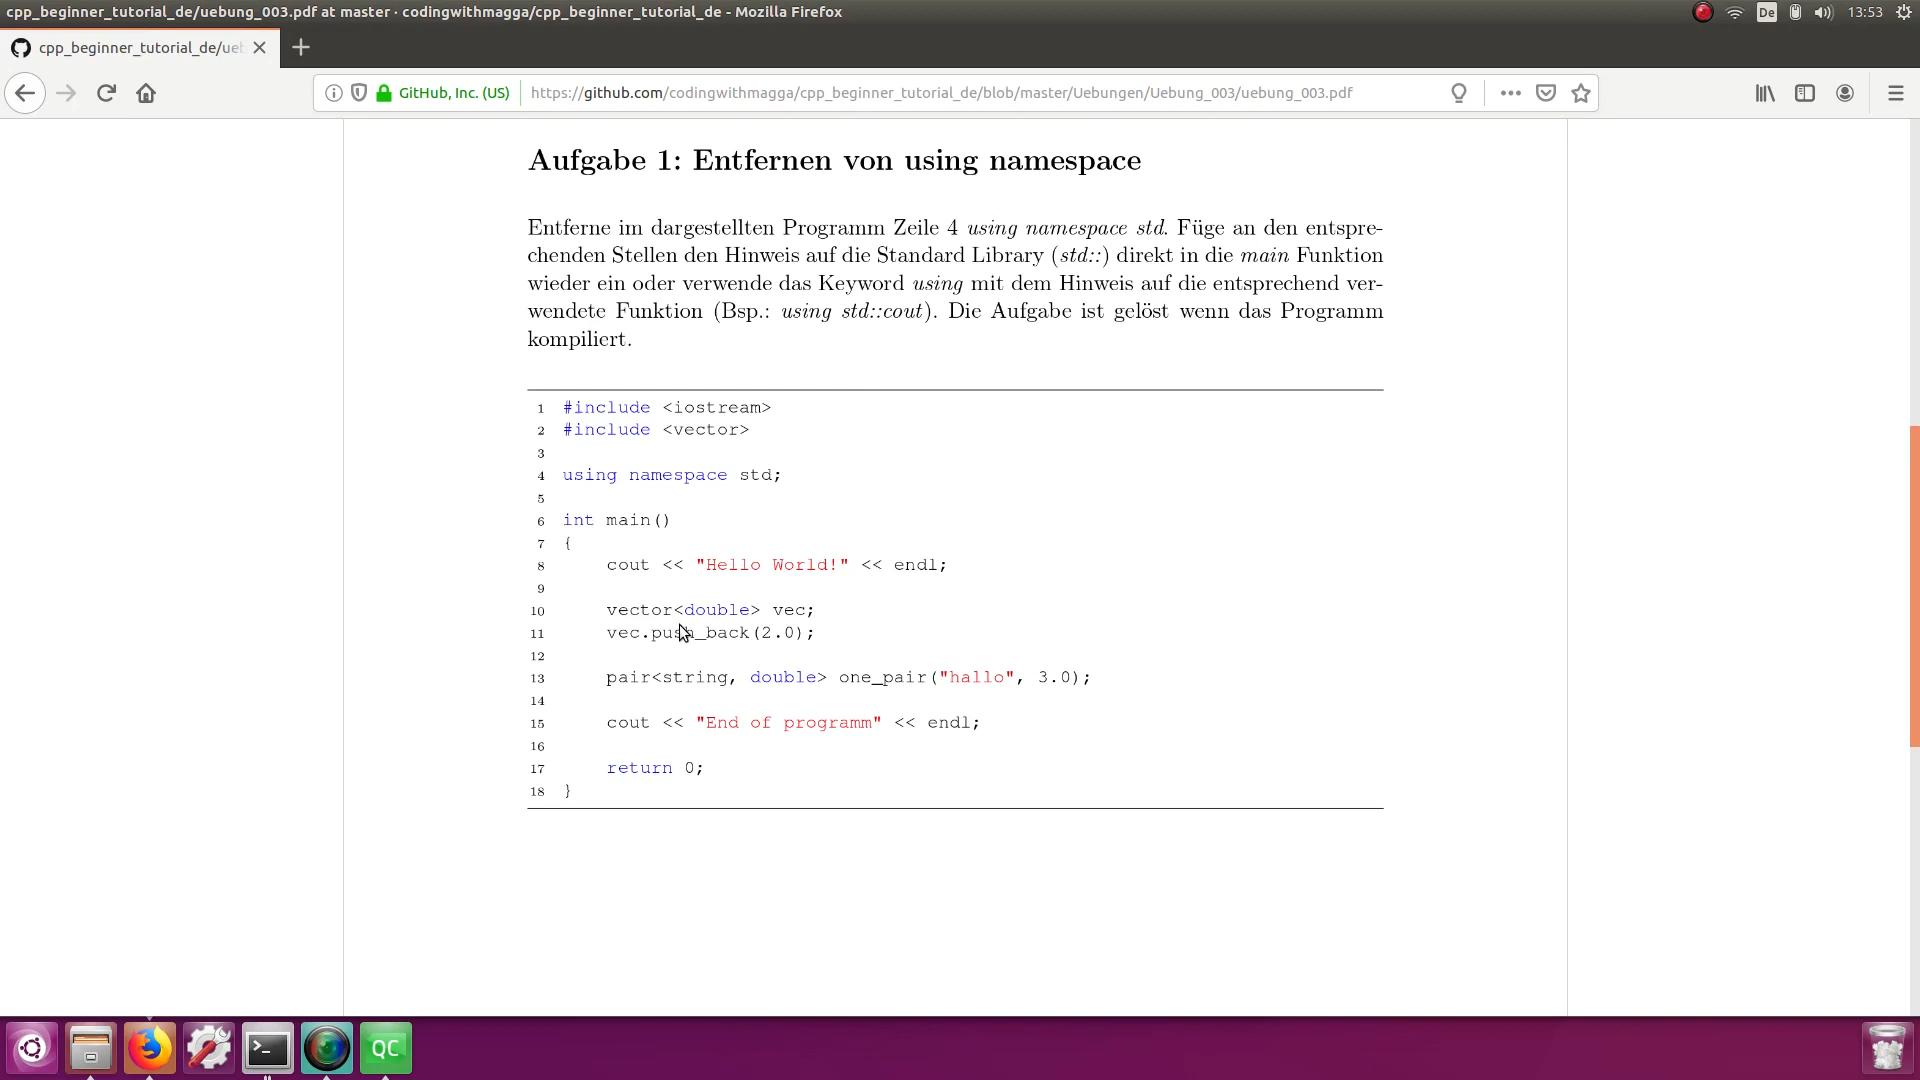 cpp_beginner_tutorial_de/uebung_003.pdf at master · codingwithmagga/cpp_beginner_tutorial_de - Mozilla Firefox
De
13:53
cpp_beginner_tutorial_de/ueb
GitHub, Inc. (US)
https://github.com/codingwithmagga/cpp_beginner_tutorial_de/blob/master/Uebungen/Uebung_003/uebung_003.pdf
Aufgabe 1: Entfernen von using namespace
Entferne im dargestellten Programm Zeile 4 using namespace std. Füge an den entspre-
chenden Stellen den Hinweis auf die Standard Library (std::) direkt in die main Funktion
wieder ein oder verwende das Keyword using mit dem Hinweis auf die entsprechend ver-
wendete Funktion (Bsp.: using std::cout). Die Aufgabe ist gelöst wenn das Programm
kompiliert.
1 #include <iostream>
2 #include <vector>
3
4 using namespace std;
5
6 int main()
7 {
8     cout << "Hello World!" << endl;
9
10     vector<double> vec;
11     vec.push_back(2.0);
12
13     pair<string, double> one_pair("hallo", 3.0);
14
15     cout << "End of programm" << endl;
16
17     return 0;
18 }
QC